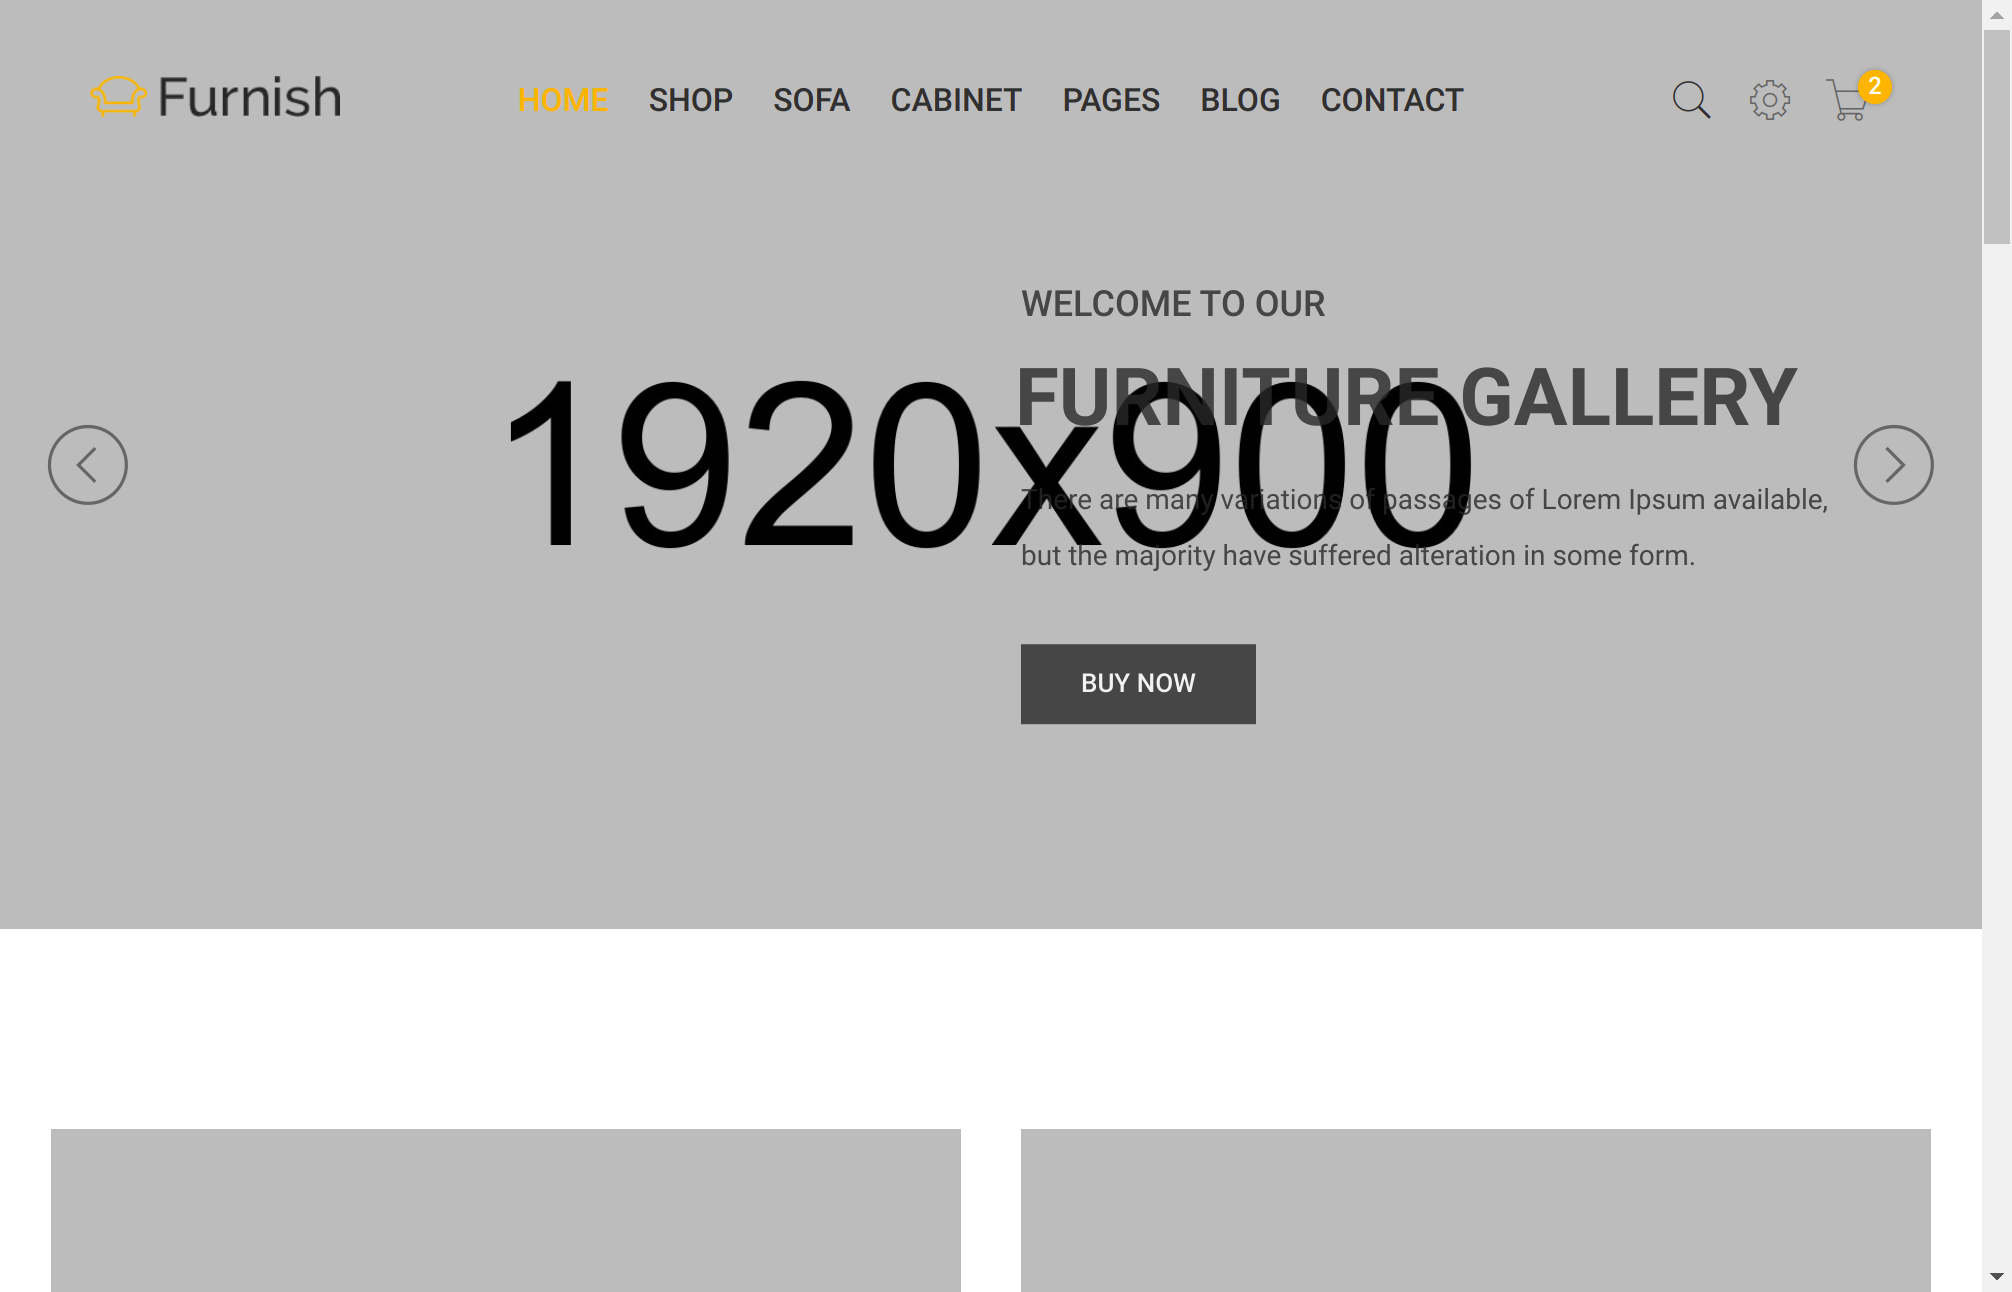 Furnish
HOME SHOP SOFA CABINET PAGES BLOG CONTACT
2
WELCOME TO OUR
FURNITURE GALLERY
1920x900
There are many variations of passages of Lorem Ipsum available,
but the majority have suffered alteration in some form.
BUY NOW